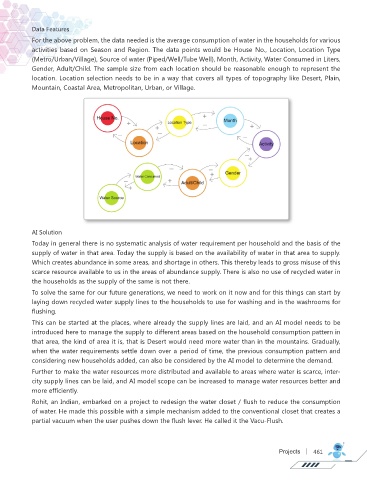 Data Features
For the above problem, the data needed is the average consumption of water in the households for various
activities based on Season and Region. The data points would be House No., Location, Location Type
(Metro/Urban/Village), Source of water (Piped/Well/Tube Well), Month, Activity, Water Consumed in Liters,
Gender, Adult/Child. The sample size from each location should be reasonable enough to represent the
location. Location selection needs to be in a way that covers all types of topography like Desert, Plain,
Mountain, Coastal Area, Metropolitan, Urban, or Village.
House No.
Location Type
Month
Location
Activity
Water Consumed
Gender
Adult/Child
Water Source
AI Solution
Today in general there is no systematic analysis of water requirement per household and the basis of the
supply of water in that area. Today the supply is based on the availability of water in that area to supply.
Which creates abundance in some areas, and shortage in others. This thereby leads to gross misuse of this
scarce resource available to us in the areas of abundance supply. There is also no use of recycled water in
the households as the supply of the same is not there.
To solve the same for our future generations, we need to work on it now and for this things can start by
laying down recycled water supply lines to the households to use for washing and in the washrooms for
flushing.
This can be started at the places, where already the supply lines are laid, and an AI model needs to be
introduced here to manage the supply to different areas based on the household consumption pattern in
that area, the kind of area it is, that is Desert would need more water than in the mountains. Gradually,
when the water requirements settle down over a period of time, the previous consumption pattern and
considering new households added, can also be considered by the AI model to determine the demand.
Further to make the water resources more distributed and available to areas where water is scarce, inter-
city supply lines can be laid, and AI model scope can be increased to manage water resources better and
more efficiently.
Rohit, an Indian, embarked on a project to redesign the water closet / flush to reduce the consumption
of water. He made this possible with a simple mechanism added to the conventional closet that creates a
partial vacuum when the user pushes down the flush lever. He called it the Vacu-Flush.
Projects | 461